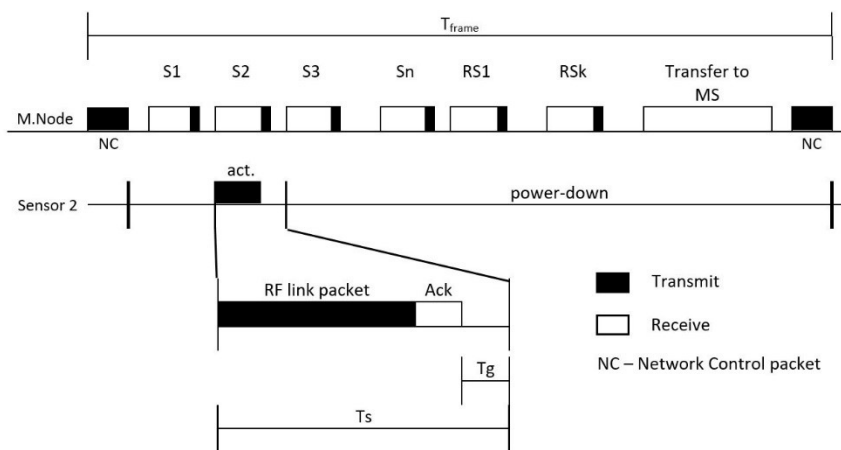 Tframe
S1 S2 S3 Sn RS1 RSk Transfer to
MS
M.Node
NC NC
act.
Sensor 2 power-down
RF link packet Ack
Transmit
Receive
Tg
NC – Network Control packet
Ts